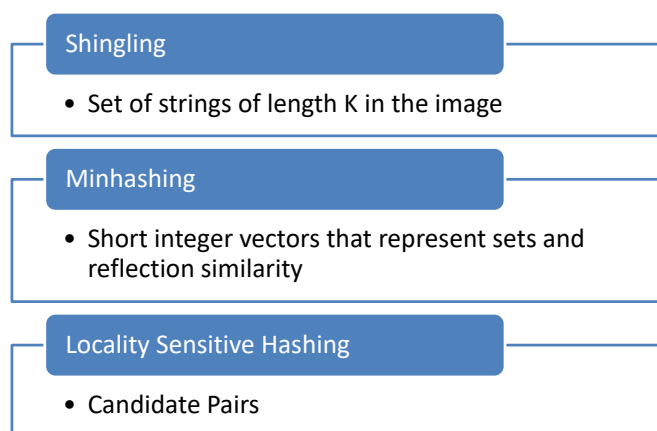 Shingling
• Set of strings of length K in the image
Minhashing
• Short integer vectors that represent sets and
reflection similarity
Locality Sensitive Hashing
• Candidate Pairs